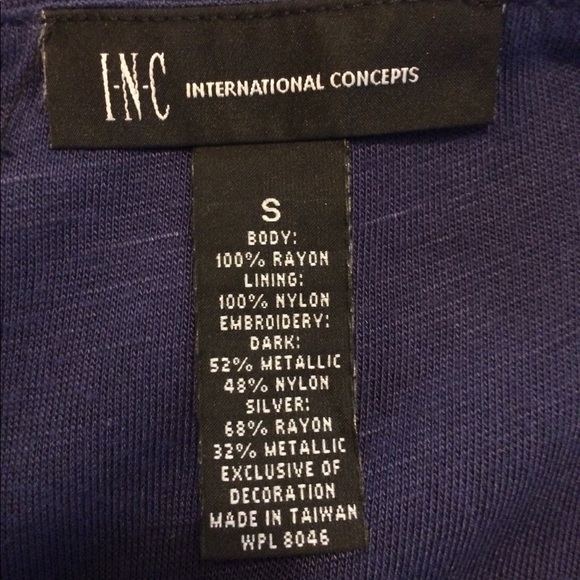 I-N-C INTERNATIONAL CONCEPTS
S
BODY:
100% RAYON
LINING:
100% NYLON
EMBROIDERY:
DARK:
52% METALLIC
48% NYLON
SILVER:
68% RAYON
32% METALLIC
EXCLUSIVE OF
DECORATION
MADE IN TAIWAN
WPL 8046